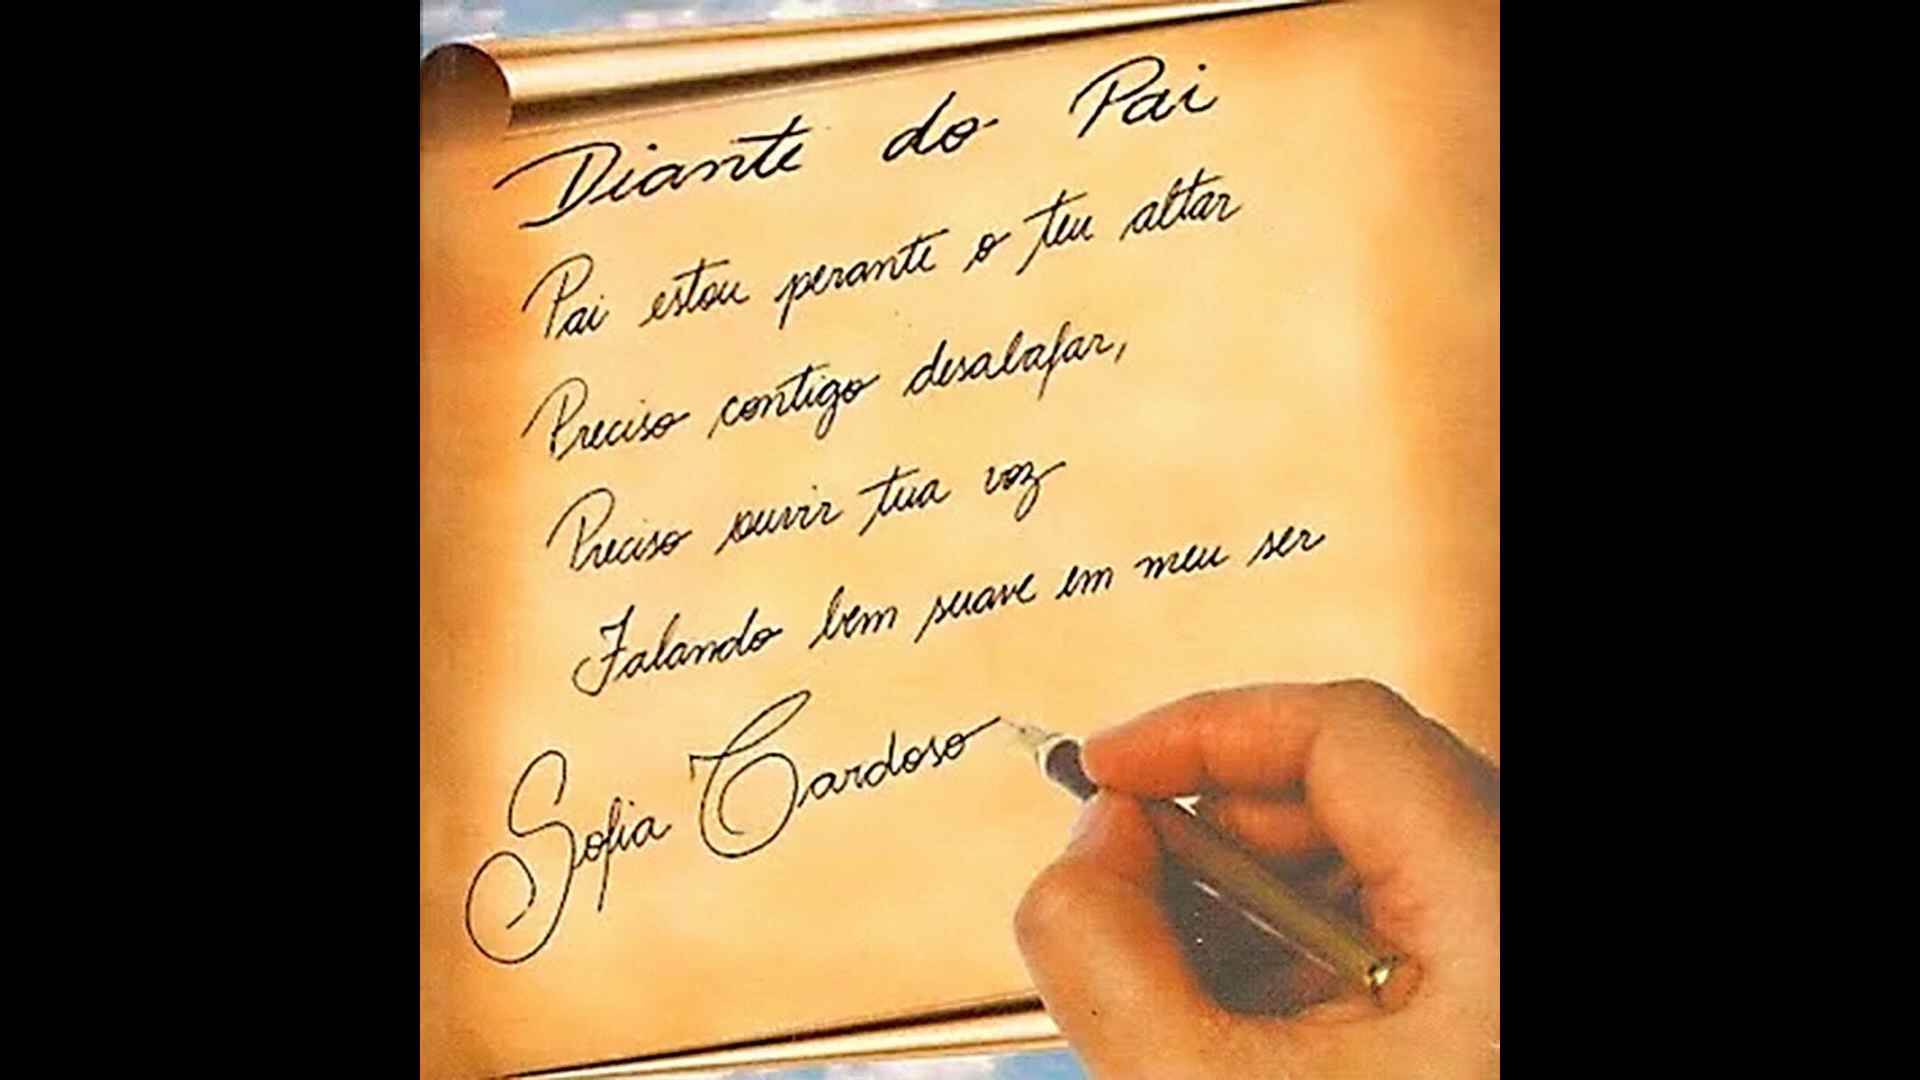 Diante do Pai
Pai estou perante o teu altar
Preciso contigo desabafar,
Preciso ouvir tua voz
Falando bem suave em meu ser
Sofia Cardoso